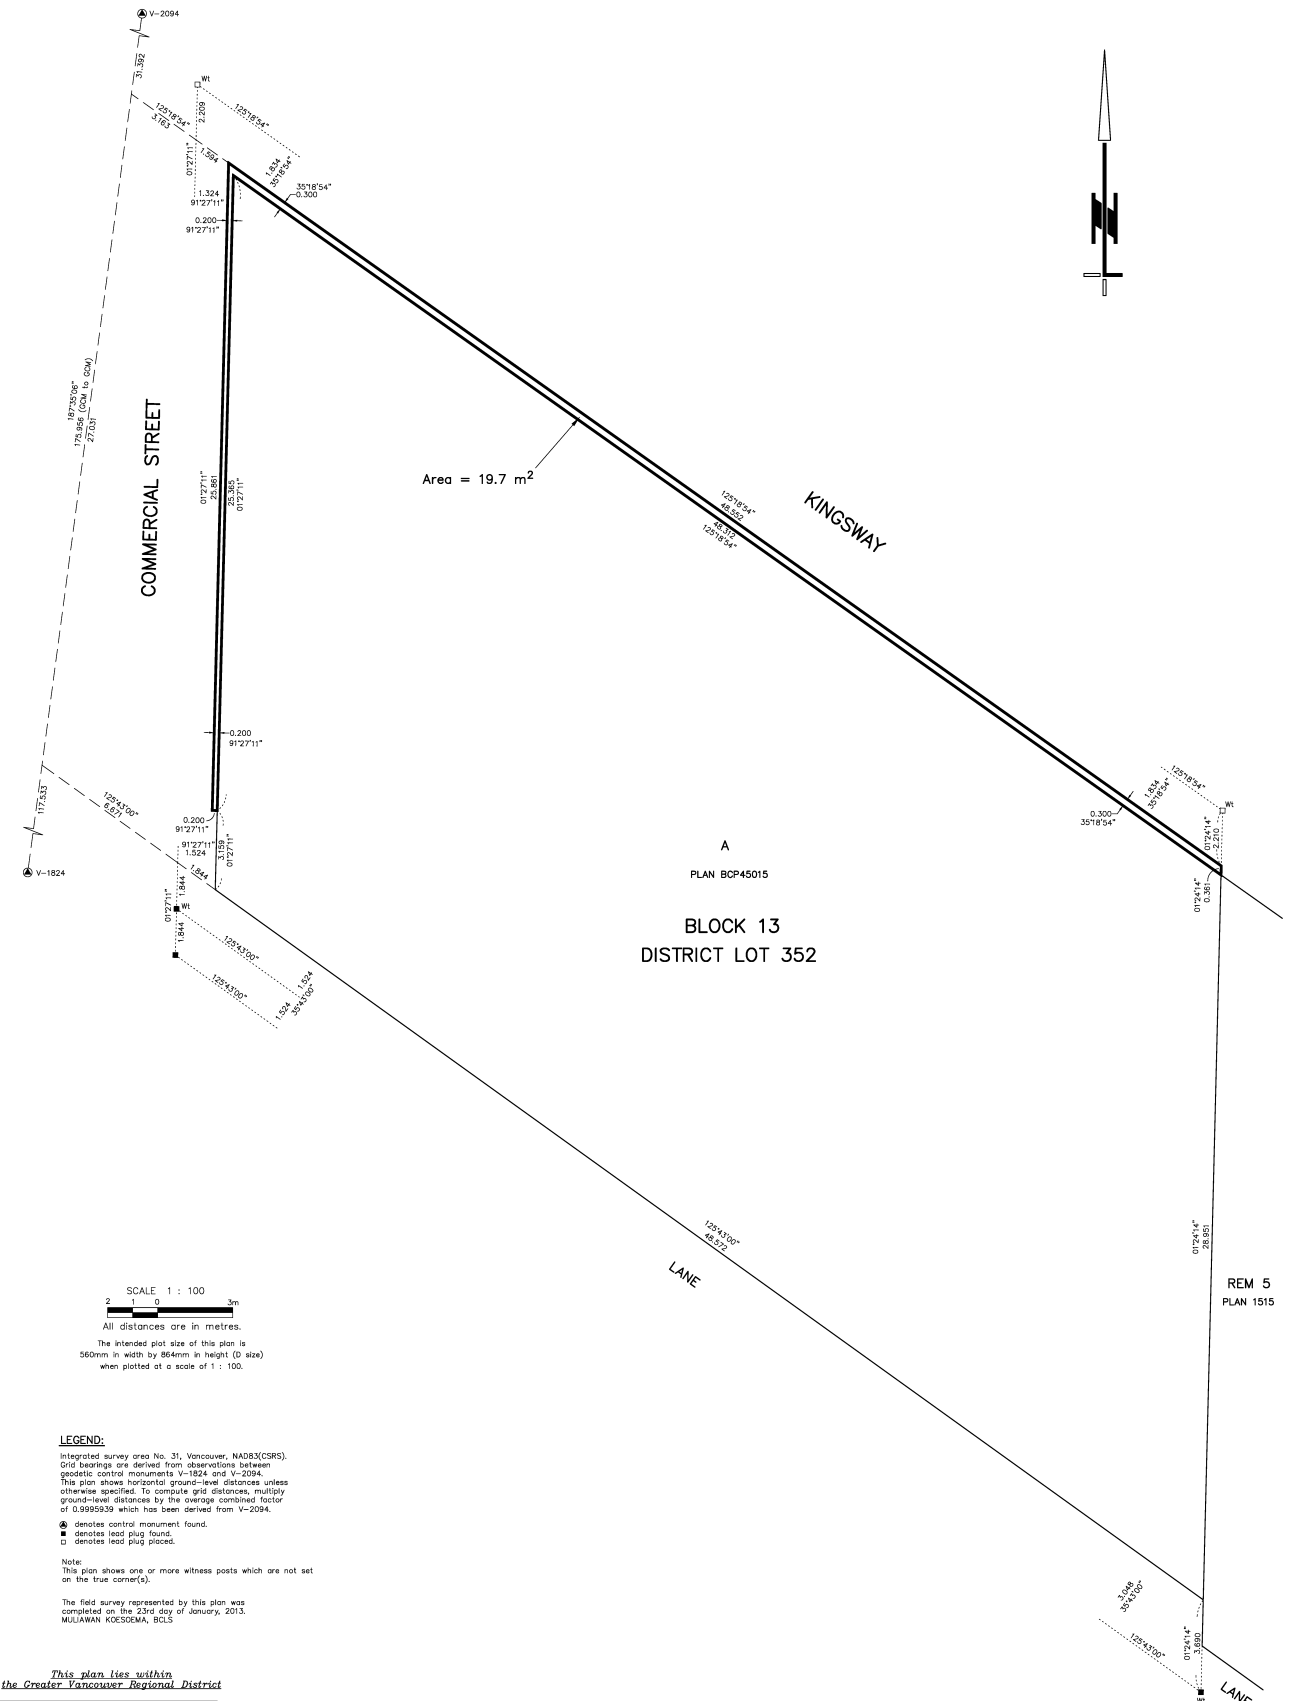 V-2094
31.392
Wt
125°18'54"
3.163
2.209
125°18'54"
01°27'11"
1.594
1.834
35°18'54"
1.324
91°27'11"
35°18'54"
0.300
0.200
91°27'11"
187°35'06"
175.956 (GCM to GCM)
27.031
COMMERCIAL STREET
01°27'11"
25.861
25.365
01°27'11"
Area = 19.7 m²
125°18'54"
48.552
48.312
125°18'54"
KINGSWAY
0.200
91°27'11"
117.533
125°43'00"
6.671
0.200
91°27'11"
91°27'11"
1.524
3.159
01°27'11"
1.844
V-1824
01°27'11"
1.844
Wt
1.844
125°43'00"
125°43'00"
1.524
1.524
35°43'00"
125°18'54"
1.834
35°18'54"
Wt
0.300
35°18'54"
01°24'14"
2.210
01°24'14"
0.361
A
PLAN BCP45015
BLOCK 13
DISTRICT LOT 352
125°43'00"
48.572
LANE
01°24'14"
28.951
REM 5
PLAN 1515
SCALE 1 : 100
2 1 0 3m
All distances are in metres.
The intended plot size of this plan is
560mm in width by 864mm in height (D size)
when plotted at a scale of 1 : 100.
LEGEND:
Integrated survey area No. 31, Vancouver, NAD83(CSRS).
Grid bearings are derived from observations between
geodetic control monuments V-1824 and V-2094.
This plan shows horizontal ground-level distances unless
otherwise specified. To compute grid distances, multiply
ground-level distances by the average combined factor
of 0.9995939 which has been derived from V-2094.
denotes control monument found.
denotes lead plug found.
denotes lead plug placed.
Note:
This plan shows one or more witness posts which are not set
on the true corner(s).
The field survey represented by this plan was
completed on the 23rd day of January, 2013.
MULIAWAN KOESOEMA, BCLS
3.048
35°43'00"
125°43'00"
01°24'14"
3.690
Wt
LANE
This plan lies within
the Greater Vancouver Regional District